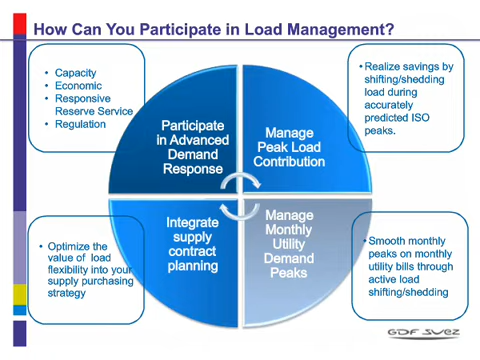 How Can You Participate in Load Management?
• Capacity
• Economic
• Responsive
Reserve Service
• Regulation
Participate
in Advanced
Demand
Response
Manage
Peak Load
Contribution
• Realize savings by
shifting/shedding
load during
accurately
predicted ISO
peaks.
• Optimize the
value of load
flexibility into your
supply purchasing
strategy
Integrate
supply
contract
planning
Manage
Monthly
Utility
Demand
Peaks
• Smooth monthly
peaks on monthly
utility bills through
active load
shifting/shedding
GDF SUEZ